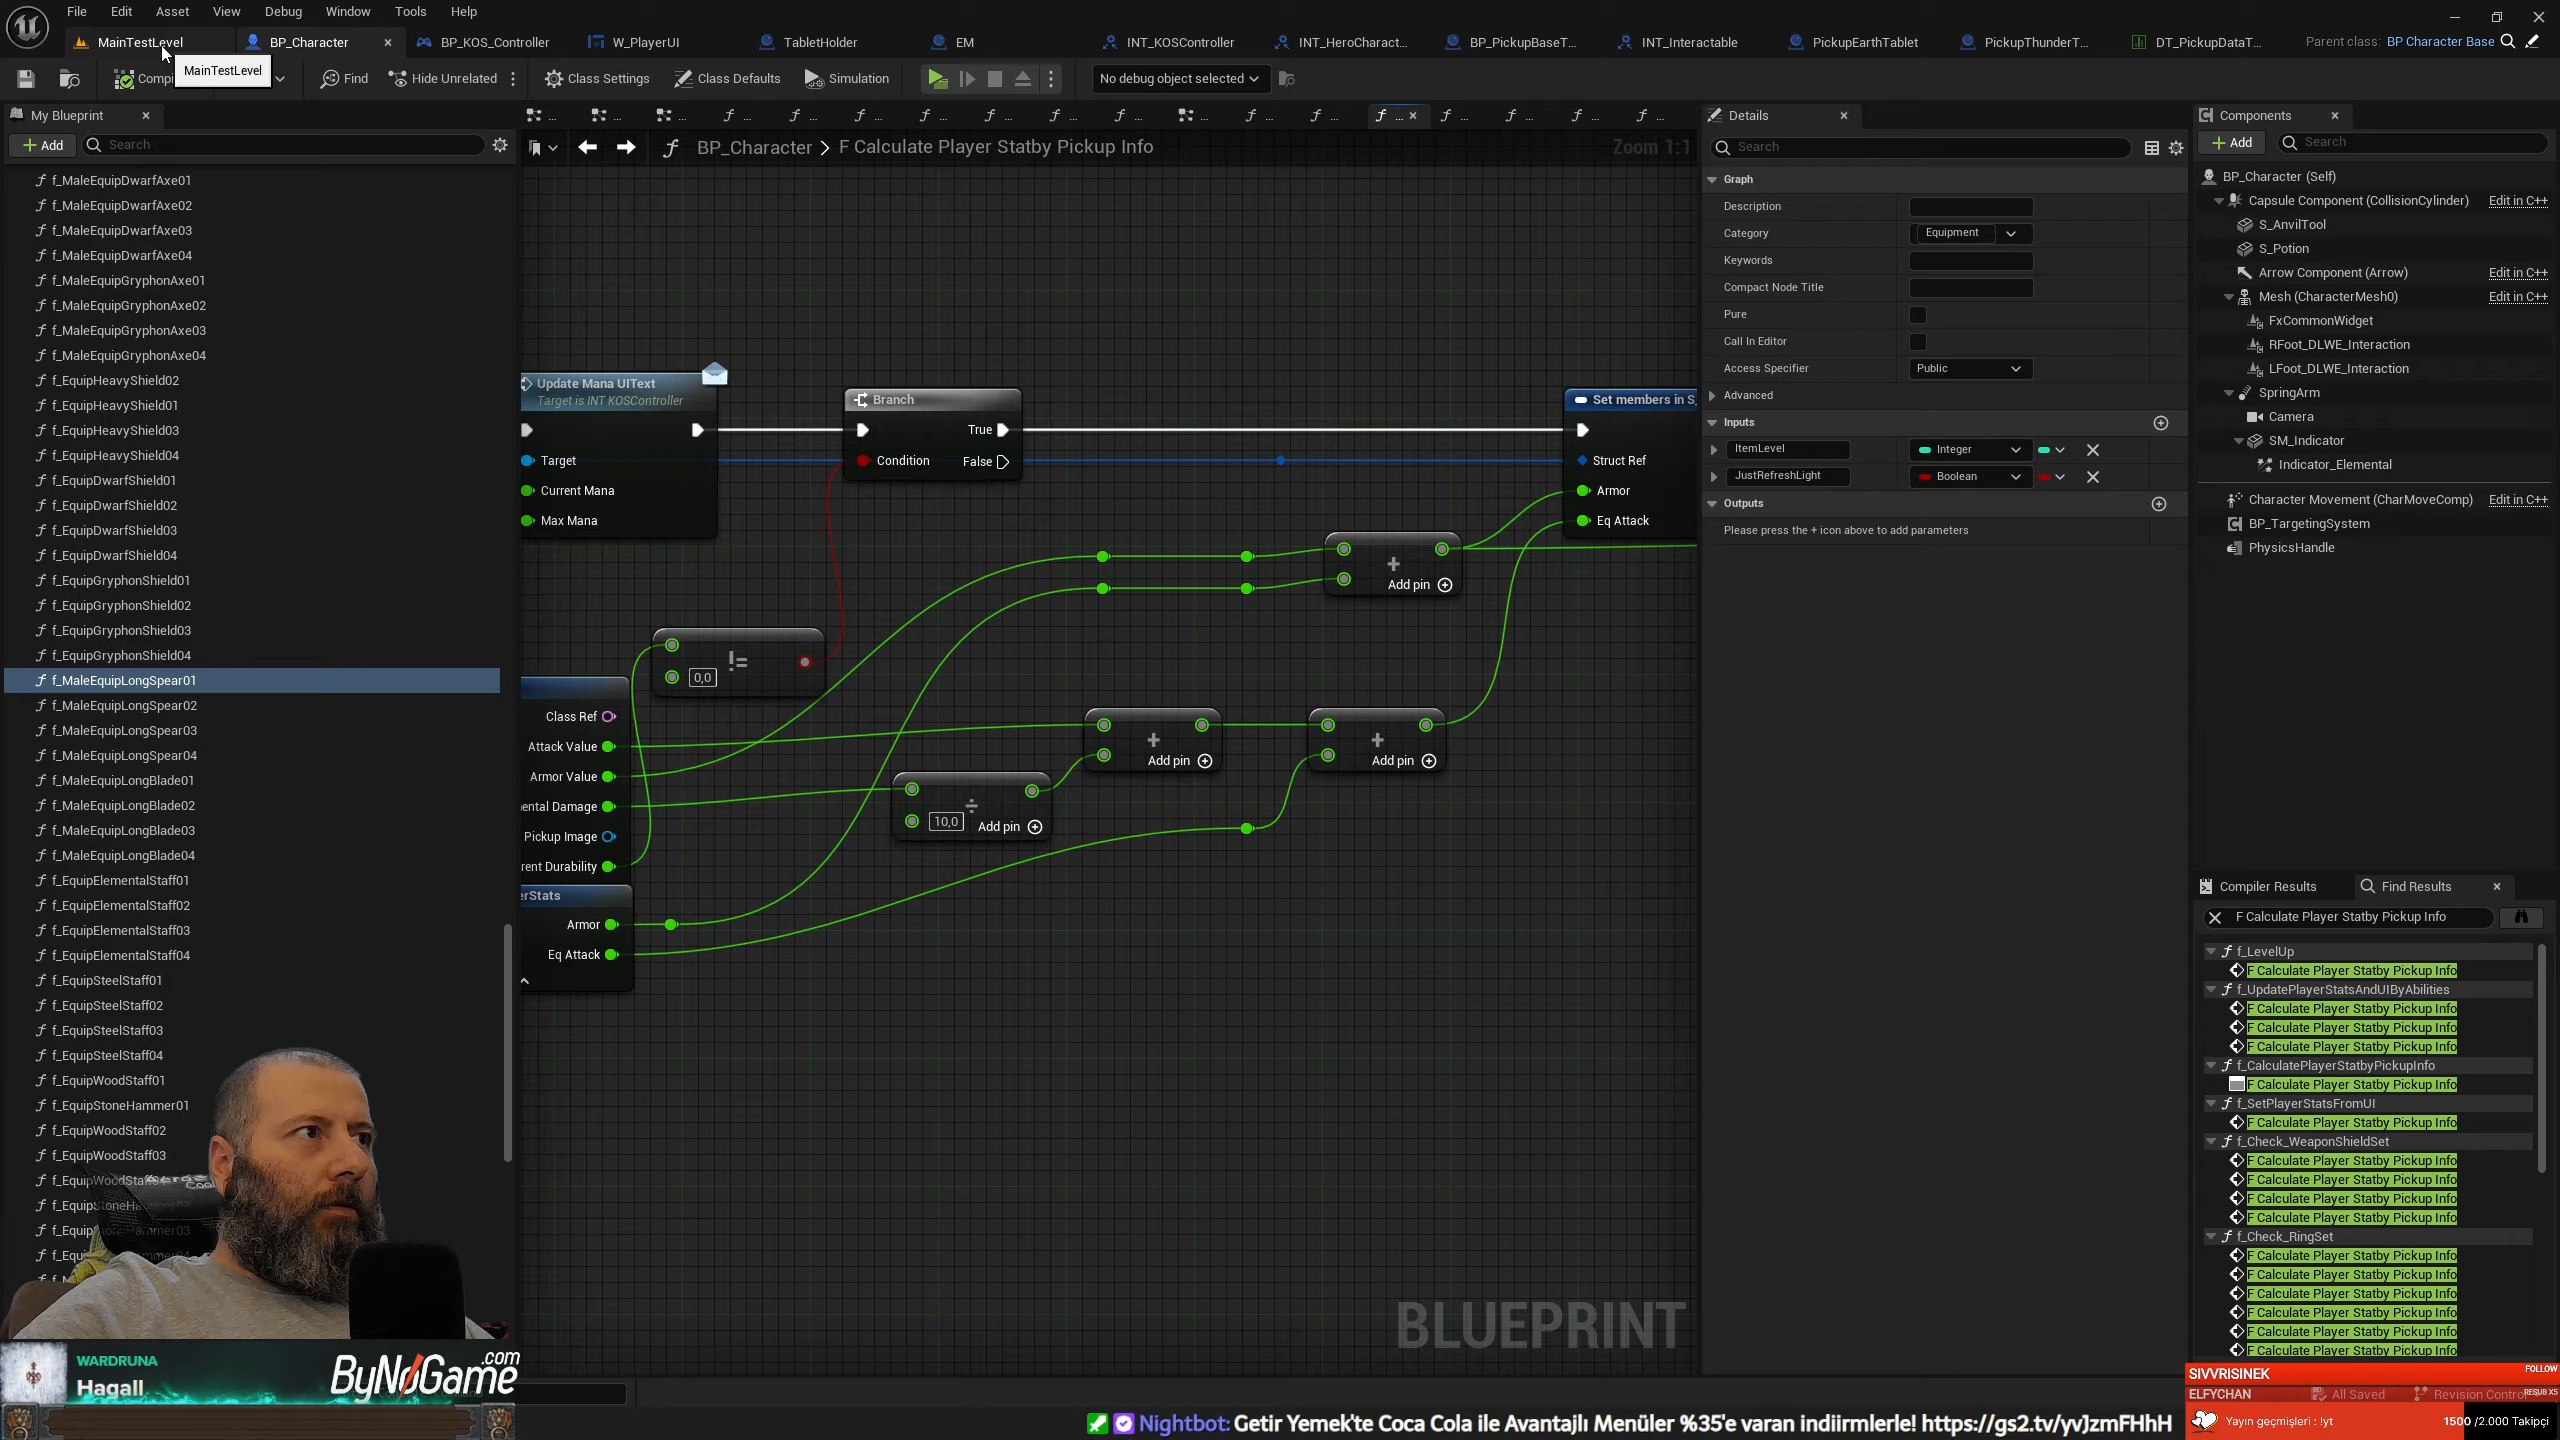 File Edit Asset View Debug Window Tools Help
MainTestLevel BP_Character BP_KOS_Controller W_PlayerUI TabletHolder EM INT_KOSController INT_HeroCharact... BP_PickupBaseT... INT_Interactable PickupEarthTablet PickupThunderT... DT_PickupDataT... Parent class: BP Character Base
MainTestLevel
Compi Find Hide Unrelated Class Settings Class Defaults Simulation No debug object selected
My Blueprint
Add Search
f_MaleEquipDwarfAxe01
f_MaleEquipDwarfAxe02
f_MaleEquipDwarfAxe03
f_MaleEquipDwarfAxe04
f_MaleEquipGryphonAxe01
f_MaleEquipGryphonAxe02
f_MaleEquipGryphonAxe03
f_MaleEquipGryphonAxe04
f_EquipHeavyShield02
f_EquipHeavyShield01
f_EquipHeavyShield03
f_EquipHeavyShield04
f_EquipDwarfShield01
f_EquipDwarfShield02
f_EquipDwarfShield03
f_EquipDwarfShield04
f_EquipGryphonShield01
f_EquipGryphonShield02
f_EquipGryphonShield03
f_EquipGryphonShield04
f_MaleEquipLongSpear01
f_MaleEquipLongSpear02
f_MaleEquipLongSpear03
f_MaleEquipLongSpear04
f_MaleEquipLongBlade01
f_MaleEquipLongBlade02
f_MaleEquipLongBlade03
f_MaleEquipLongBlade04
f_EquipElementalStaff01
f_EquipElementalStaff02
f_EquipElementalStaff03
f_EquipElementalStaff04
f_EquipSteelStaff01
f_EquipSteelStaff02
f_EquipSteelStaff03
f_EquipSteelStaff04
f_EquipWoodStaff01
f_EquipStoneHammer01
f_EquipWoodStaff02
f_EquipWoodStaff03
BP_Character > F Calculate Player Statby Pickup Info
Zoom 1:1
Update Mana UIText
Target is INT KOSController
Target
Current Mana
Max Mana
Branch
True
Condition False
Set members in S_
Struct Ref
Armor
Eq Attack
+
Add pin
!=
0,0
Class Ref
Attack Value
Armor Value
ental Damage
Pickup Image
rent Durability
+
Add pin
+
Add pin
÷
10,0 Add pin
erStats
Armor
Eq Attack
BLUEPRINT
Details
Search
Graph
Description
Category Equipment
Keywords
Compact Node Title
Pure
Call In Editor
Access Specifier Public
Advanced
Inputs
ItemLevel Integer
JustRefreshLight Boolean
Outputs
Please press the + icon above to add parameters
Components
Add Search
BP_Character (Self)
Capsule Component (CollisionCylinder) Edit in C++
S_AnvilTool
S_Potion
Arrow Component (Arrow) Edit in C++
Mesh (CharacterMesh0) Edit in C++
FxCommonWidget
RFoot_DLWE_Interaction
LFoot_DLWE_Interaction
SpringArm
Camera
SM_Indicator
Indicator_Elemental
Character Movement (CharMoveComp) Edit in C++
BP_TargetingSystem
PhysicsHandle
Compiler Results Find Results
F Calculate Player Statby Pickup Info
f_LevelUp
F Calculate Player Statby Pickup Info
f_UpdatePlayerStatsAndUIByAbilities
F Calculate Player Statby Pickup Info
F Calculate Player Statby Pickup Info
F Calculate Player Statby Pickup Info
f_CalculatePlayerStatbyPickupInfo
F Calculate Player Statby Pickup Info
f_SetPlayerStatsFromUI
F Calculate Player Statby Pickup Info
f_Check_WeaponShieldSet
F Calculate Player Statby Pickup Info
F Calculate Player Statby Pickup Info
F Calculate Player Statby Pickup Info
F Calculate Player Statby Pickup Info
f_Check_RingSet
F Calculate Player Statby Pickup Info
F Calculate Player Statby Pickup Info
F Calculate Player Statby Pickup Info
F Calculate Player Statby Pickup Info
F Calculate Player Statby Pickup Info
F Calculate Player Statby Pickup Info
WARDRUNA
Hagall
ByNoGame.com
SIVVRISINEK FOLLOW
ELFYCHAN All Saved Revision Contro RESUB X5
Nightbot: Getir Yemek'te Coca Cola ile Avantajlı Menüler %35'e varan indiirmlerle! https://gs2.tv/yvJzmFHhH
Yayın geçmişleri : !yt 1500 /2.000 Takipçi